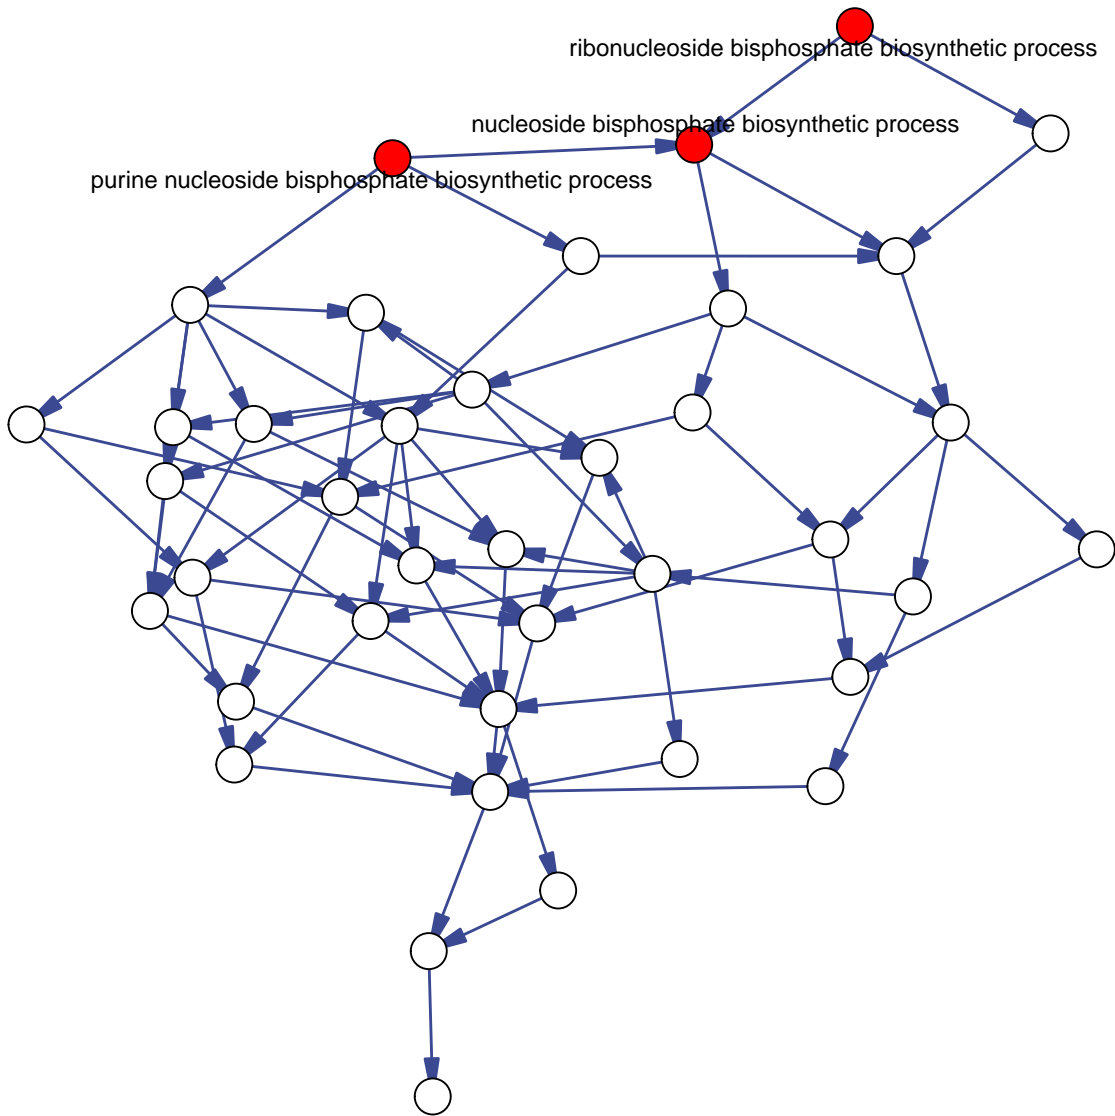 ribonucleoside bisphosphate biosynthetic process
nucleoside bisphosphate biosynthetic process
purine nucleoside bisphosphate biosynthetic process